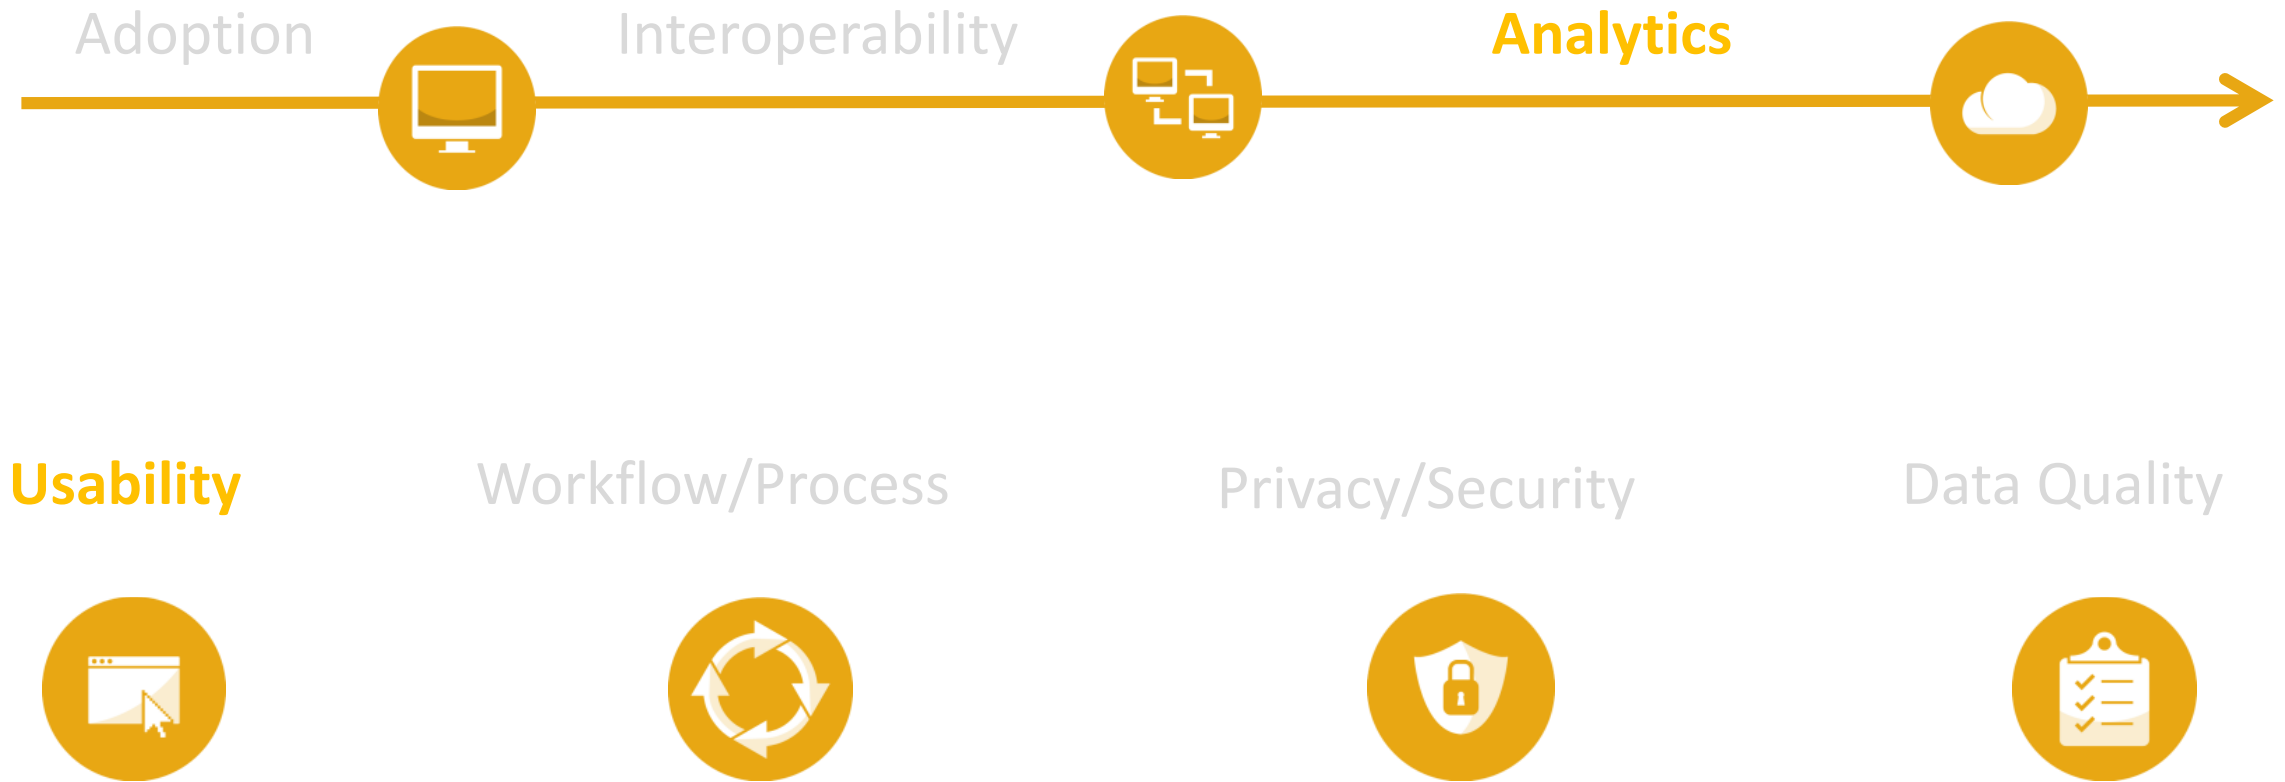 Adoption Interoperability Analytics
Usability Workflow/Process Privacy/Security Data Quality